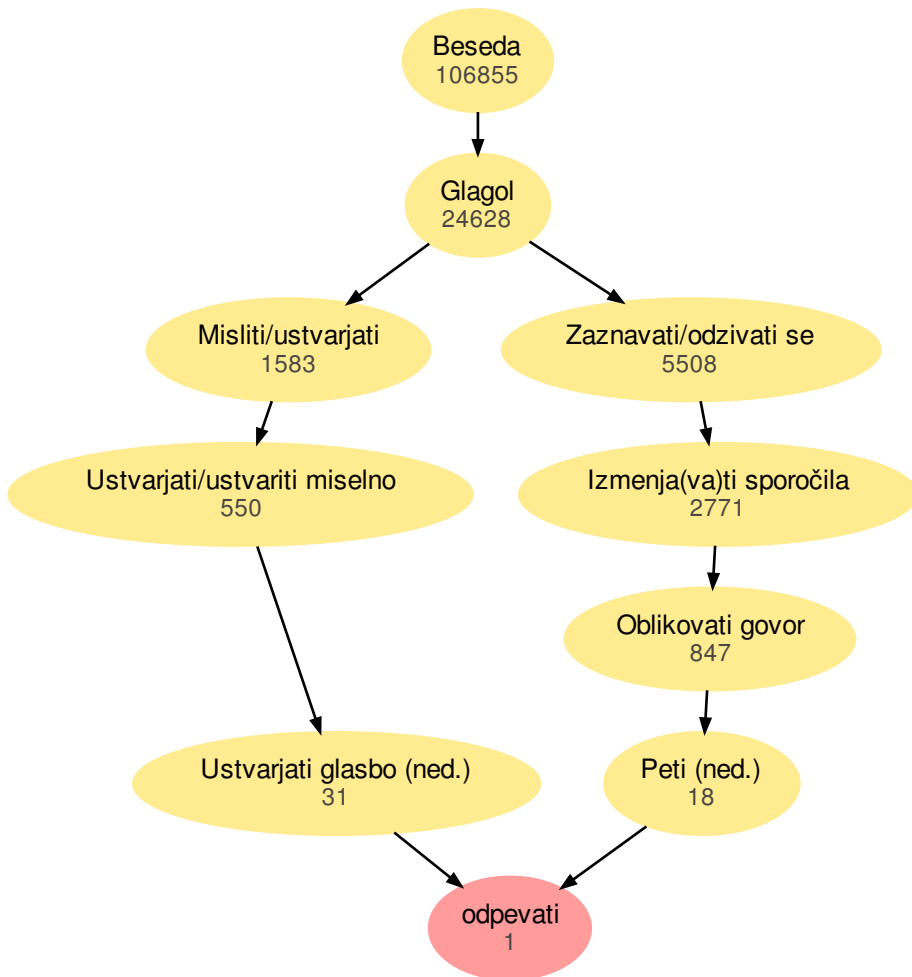 Beseda
106855
Glagol
24628
Misliti/ustvarjati
1583
Zaznavati/odzivati se
5508
Ustvarjati/ustvariti miselno
550
Izmenja(va)ti sporočila
2771
Oblikovati govor
847
Ustvarjati glasbo (ned.)
31
Peti (ned.)
18
odpevati
1